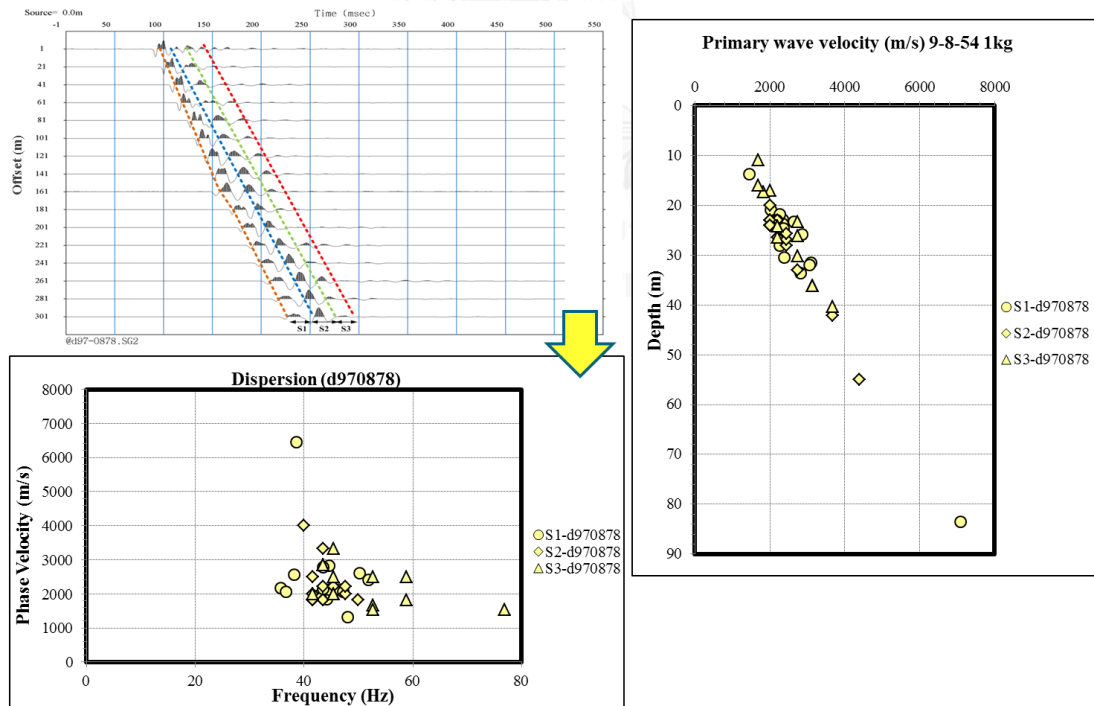 Source= 0.0m
Time (msec)
-1 50 100 150 200 250 300 350 400 450 500 550
Offset (m)
1
21
41
61
81
101
121
141
161
181
201
221
241
261
281
301
S1 S2 S3
@d97-0878.SG2
Dispersion (d970878)
Phase Velocity (m/s)
8000
7000
6000
5000
4000
3000
2000
1000
0
0 20 40 60 80
Frequency (Hz)
S1-d970878
S2-d970878
S3-d970878
Primary wave velocity (m/s) 9-8-54 1kg
0 2000 4000 6000 8000
Depth (m)
0
10
20
30
40
50
60
70
80
90
S1-d970878
S2-d970878
S3-d970878